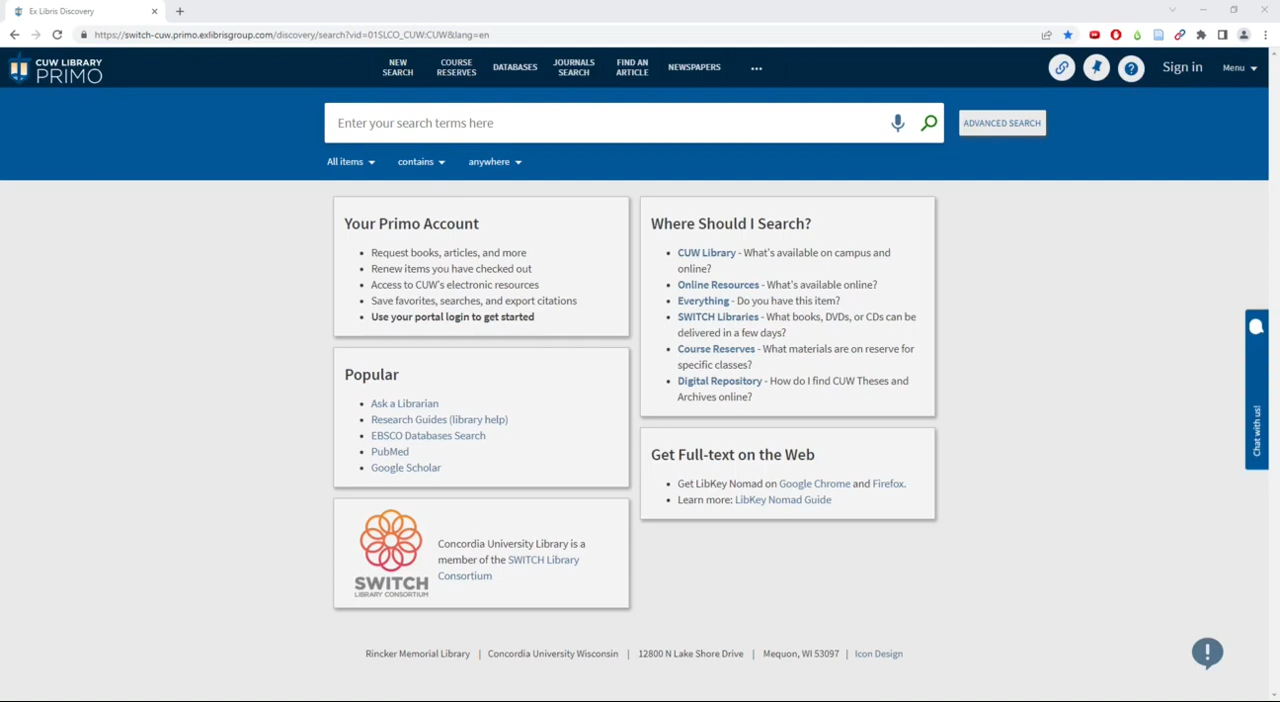 Ex Libris Discovery
https://switch-cuw.primo.exlibrisgroup.com/discovery/search?vid=01SLCO_CUW:CUW&lang=en
CUW LIBRARY
PRIMO
NEW
SEARCH
COURSE
RESERVES
DATABASES
JOURNALS
SEARCH
FIND AN
ARTICLE
NEWSPAPERS
...
Sign in
Menu
Enter your search terms here
ADVANCED SEARCH
All items
contains
anywhere
Your Primo Account
Request books, articles, and more
Renew items you have checked out
Access to CUW's electronic resources
Save favorites, searches, and export citations
Use your portal login to get started
Popular
Ask a Librarian
Research Guides (library help)
EBSCO Databases Search
PubMed
Google Scholar
SWITCH
LIBRARY CONSORTIUM
Concordia University Library is a
member of the SWITCH Library
Consortium
Where Should I Search?
CUW Library - What's available on campus and
online?
Online Resources - What's available online?
Everything - Do you have this item?
SWITCH Libraries - What books, DVDs, or CDs can be
delivered in a few days?
Course Reserves - What materials are on reserve for
specific classes?
Digital Repository - How do I find CUW Theses and
Archives online?
Get Full-text on the Web
Get LibKey Nomad on Google Chrome and Firefox.
Learn more: LibKey Nomad Guide
Chat with us!
Rincker Memorial Library | Concordia University Wisconsin | 12800 N Lake Shore Drive | Mequon, WI 53097 | Icon Design